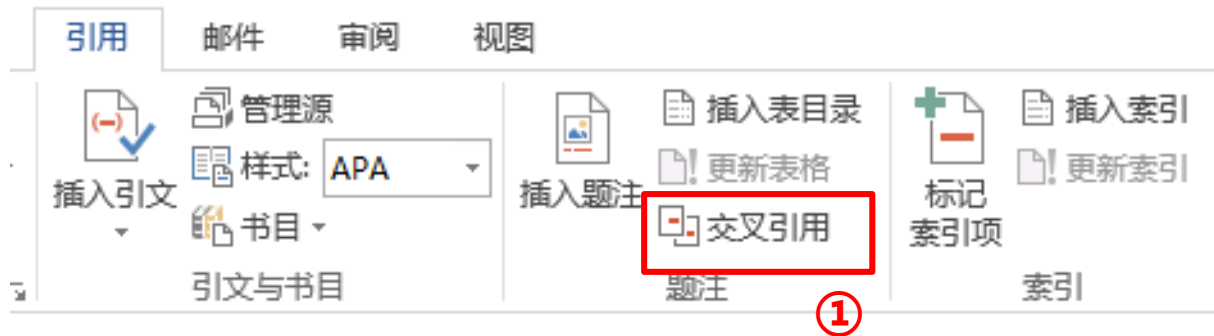 引用 邮件 审阅 视图
管理源 插入表目录 插入索引
样式: APA 更新表格 更新索引
插入引文 插入题注 标记
书目 交叉引用 索引项
引文与书目 题注 索引
①